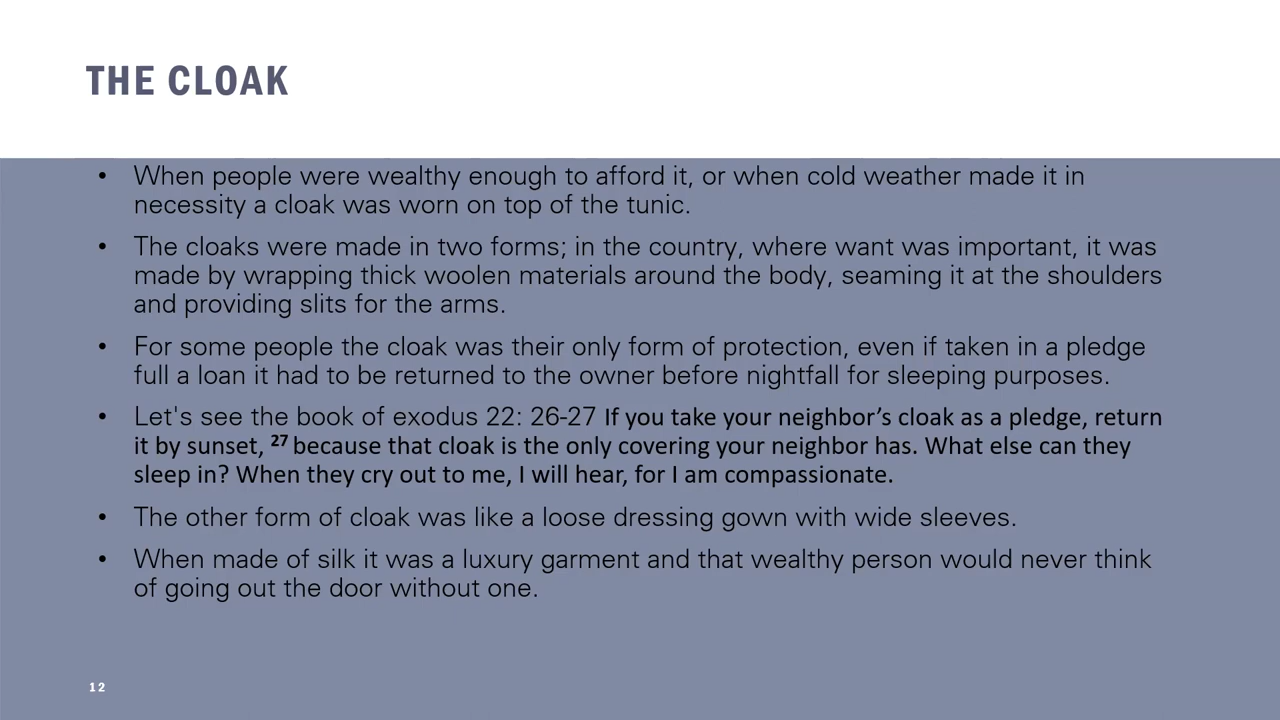 THE CLOAK
• When people were wealthy enough to afford it, or when cold weather made it in
necessity a cloak was worn on top of the tunic.
• The cloaks were made in two forms; in the country, where want was important, it was
made by wrapping thick woolen materials around the body, seaming it at the shoulders
and providing slits for the arms.
• For some people the cloak was their only form of protection, even if taken in a pledge
full a loan it had to be returned to the owner before nightfall for sleeping purposes.
• Let's see the book of exodus 22: 26-27 If you take your neighbor’s cloak as a pledge, return
it by sunset, 27 because that cloak is the only covering your neighbor has. What else can they
sleep in? When they cry out to me, I will hear, for I am compassionate.
• The other form of cloak was like a loose dressing gown with wide sleeves.
• When made of silk it was a luxury garment and that wealthy person would never think
of going out the door without one.
12